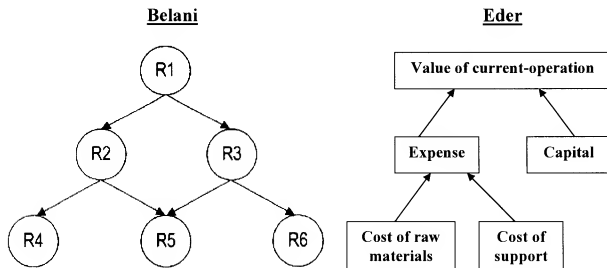 Belani
R1
R2
R3
R4
R5
R6
Eder
Value of current-operation
Expense
Capital
Cost of raw
materials
Cost of
support